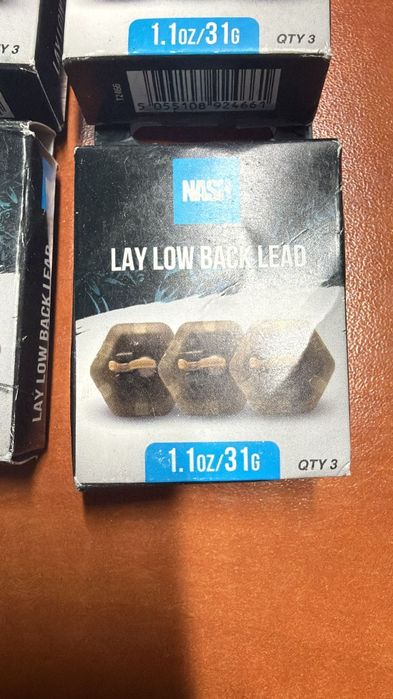 1.1OZ/31G
QTY 3
Y 3
T2466
5 055108 924661
NASH
LAY LOW BACK LEAD
LAY LOW BACK LEAD
1.1OZ/31G
QTY 3